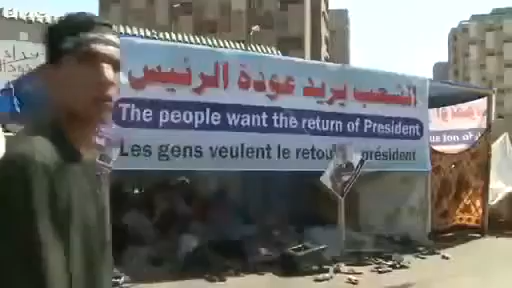 الشعب يريد عودة الرئيس
The people want the return of President
Les gens veulent le retou président